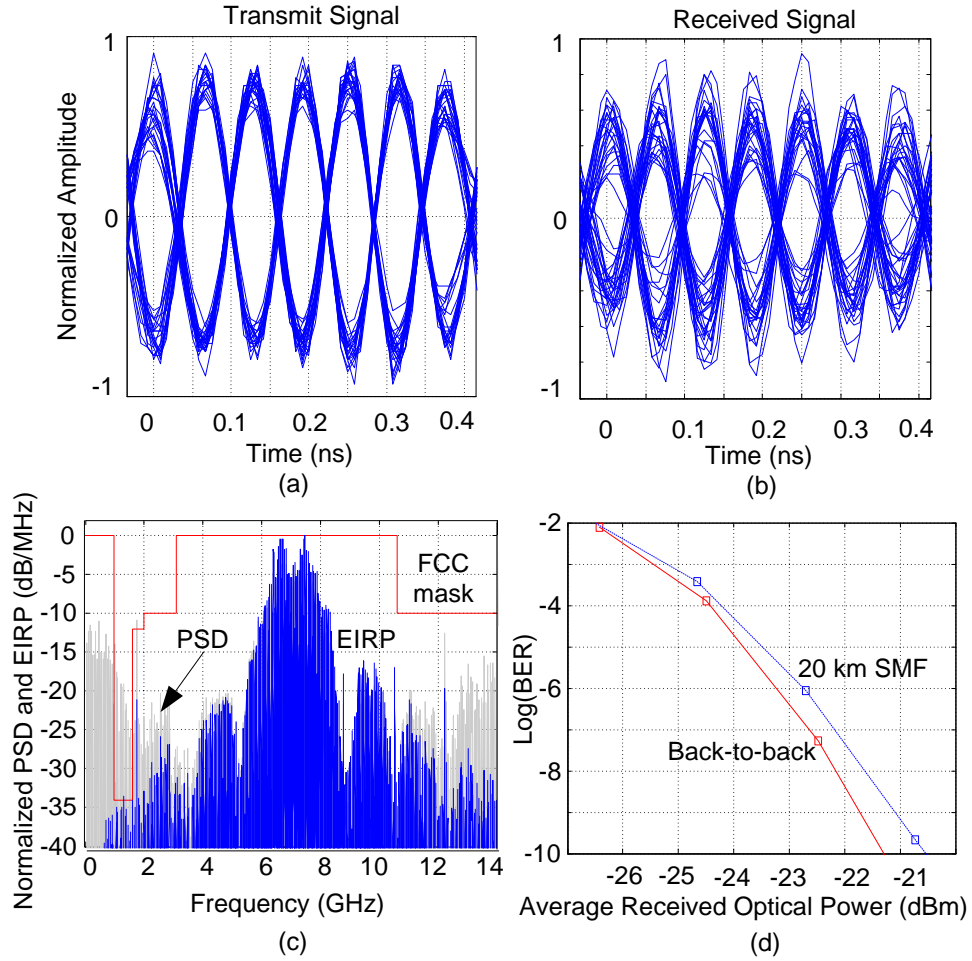 Transmit Signal
Normalized Amplitude
1
0
-1
0 0.1 0.2 0.3 0.4
Time (ns)
(a)
Received Signal
1
0
-1
0 0.1 0.2 0.3 0.4
Time (ns)
(b)
Normalized PSD and EIRP (dB/MHz)
0
-5
-10
-15
-20
-25
-30
-35
-40
FCC
mask
PSD
EIRP
0 2 4 6 8 10 12 14
Frequency (GHz)
(c)
Log(BER)
-2
-4
-6
-8
-10
20 km SMF
Back-to-back
-26 -25 -24 -23 -22 -21
Average Received Optical Power (dBm)
(d)